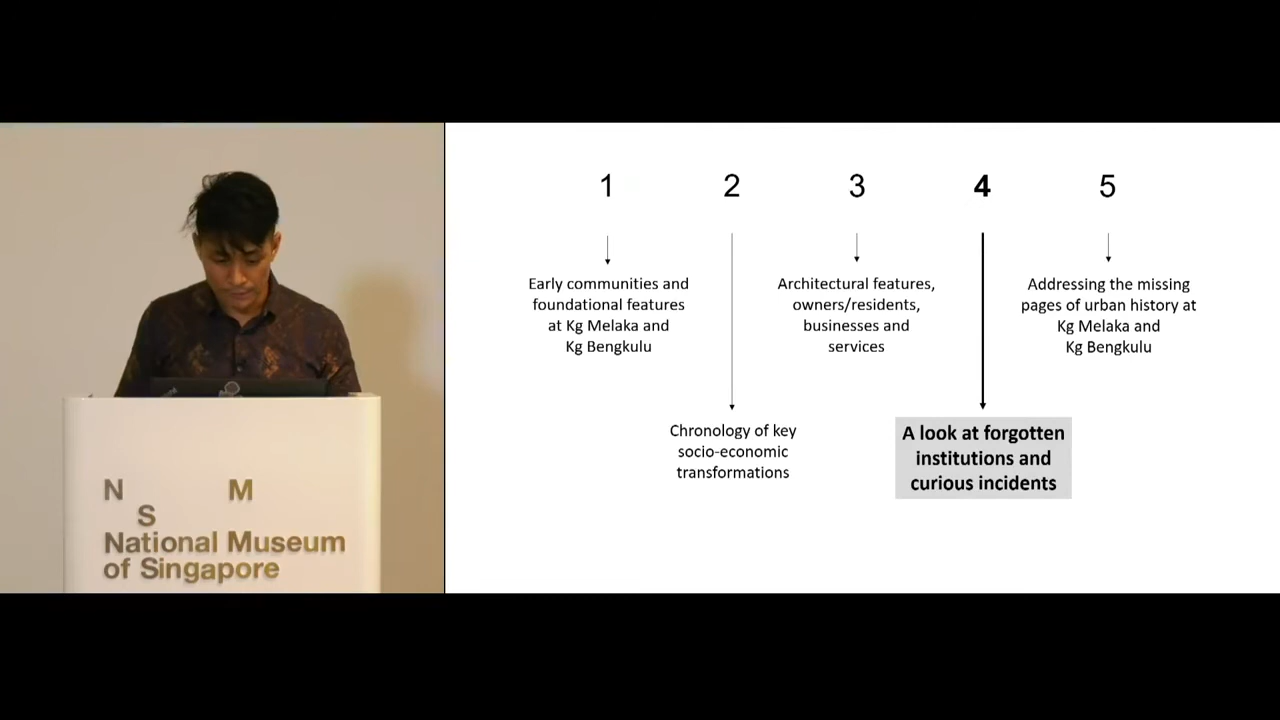 N M
S
National Museum
of Singapore
1
2
3
4
5
Early communities and
foundational features
at Kg Melaka and
Kg Bengkulu
Chronology of key
socio-economic
transformations
Architectural features,
owners/residents,
businesses and
services
A look at forgotten
institutions and
curious incidents
Addressing the missing
pages of urban history at
Kg Melaka and
Kg Bengkulu